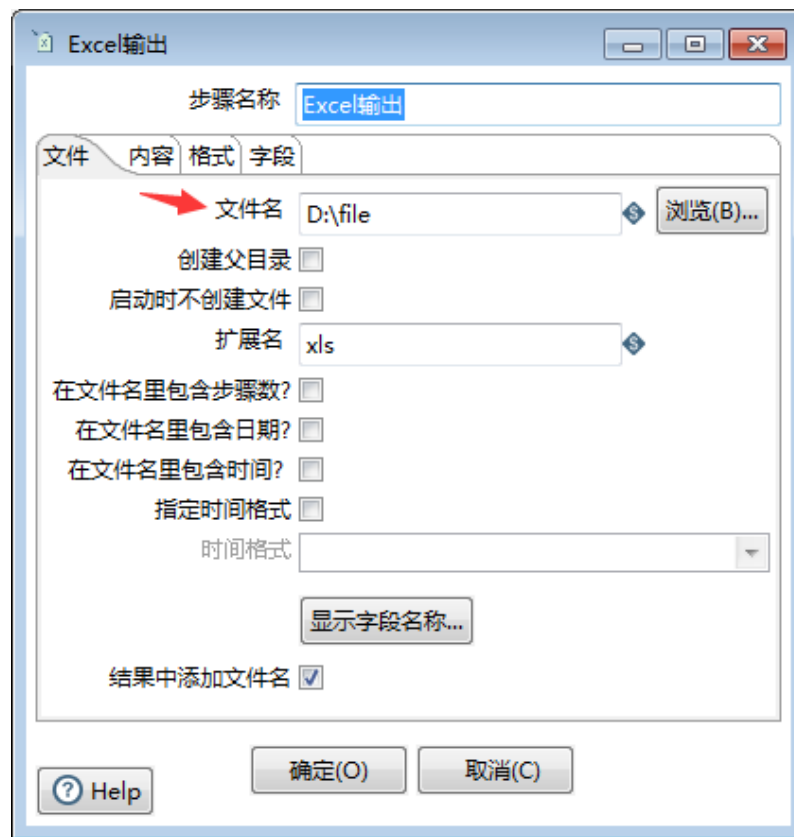 Excel输出
步骤名称 Excel输出
文件 内容 格式 字段
文件名 D:\file 浏览(B)...
创建父目录
启动时不创建文件
扩展名 xls
在文件名里包含步骤数?
在文件名里包含日期?
在文件名里包含时间?
指定时间格式
时间格式
显示字段名称...
结果中添加文件名
确定(O) 取消(C)
Help